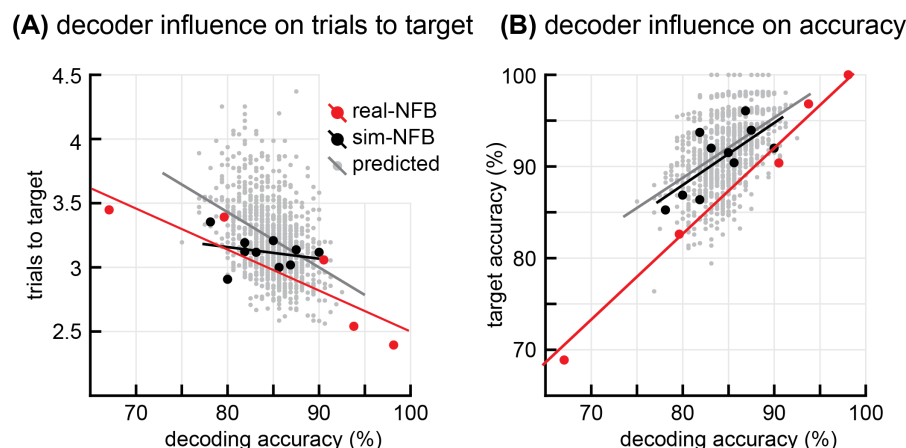 (A) decoder influence on trials to target
(B) decoder influence on accuracy
4.5
4
3.5
3
2.5
trials to target
70
80
90
100
decoding accuracy (%)
real-NFB
sim-NFB
predicted
100
90
80
70
target accuracy (%)
70
80
90
100
decoding accuracy (%)